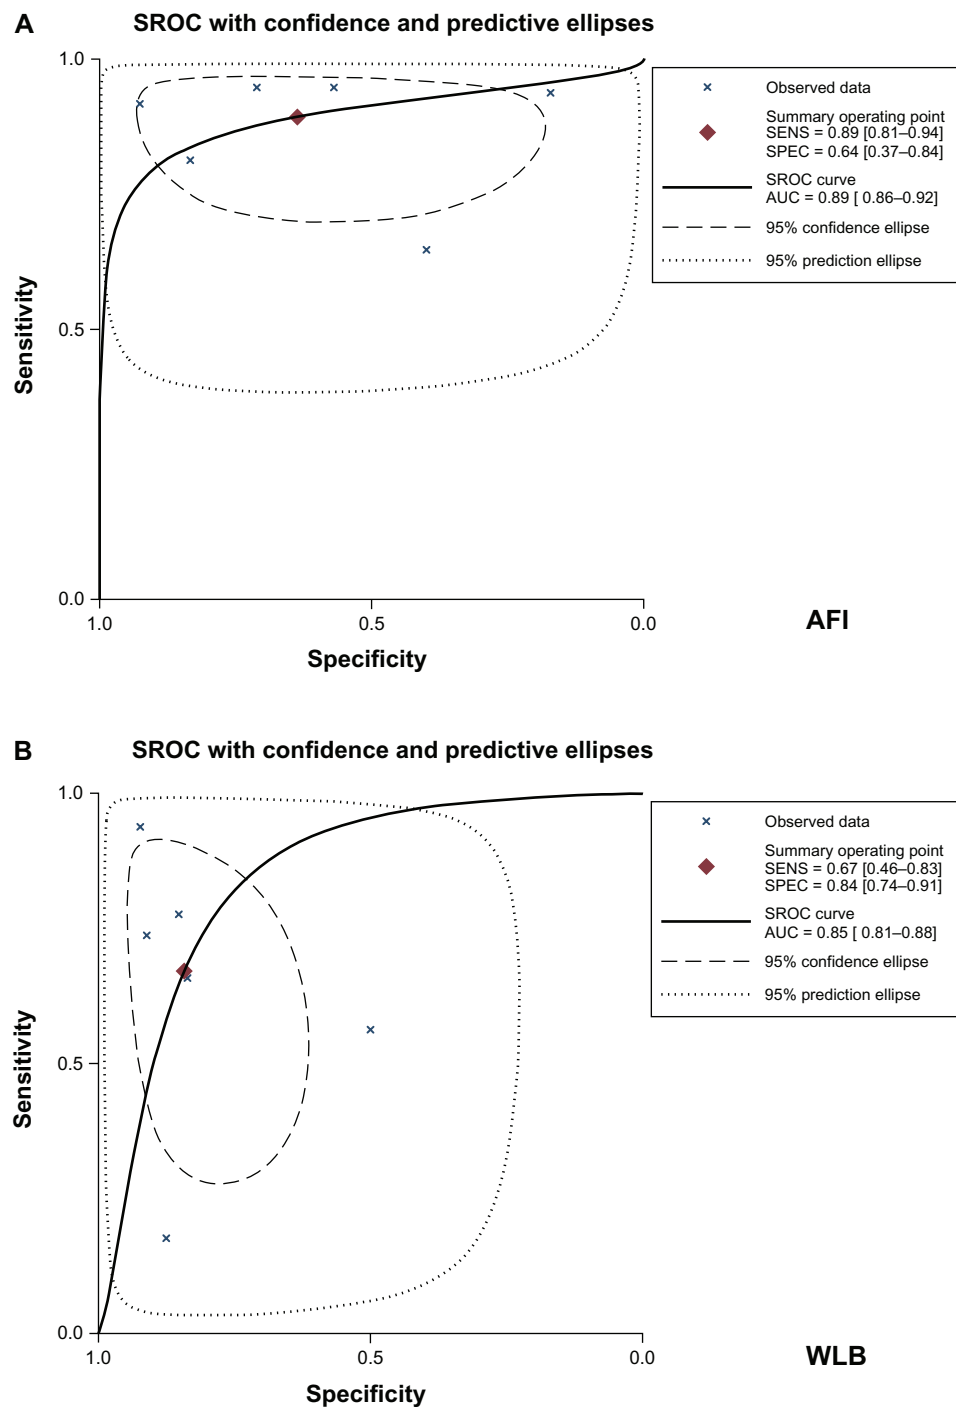 A
SROC with confidence and predictive ellipses
1.0
0.5
0.0
Sensitivity
1.0
0.5
0.0
Specificity
Observed data
Summary operating point
SENS = 0.89 [0.81–0.94]
SPEC = 0.64 [0.37–0.84]
SROC curve
AUC = 0.89 [ 0.86–0.92]
95% confidence ellipse
95% prediction ellipse
AFI
B
SROC with confidence and predictive ellipses
1.0
0.5
0.0
Sensitivity
1.0
0.5
0.0
Specificity
Observed data
Summary operating point
SENS = 0.67 [0.46–0.83]
SPEC = 0.84 [0.74–0.91]
SROC curve
AUC = 0.85 [ 0.81–0.88]
95% confidence ellipse
95% prediction ellipse
WLB